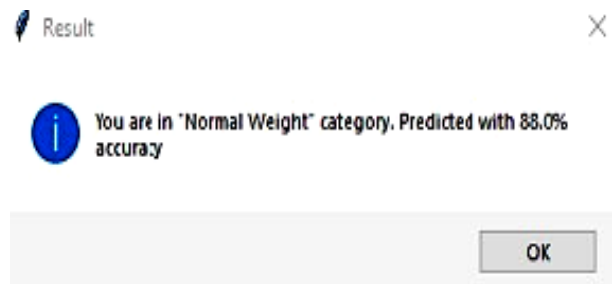 Result
You are in "Normal Weight" category. Predicted with 88.0%
accuracy
OK